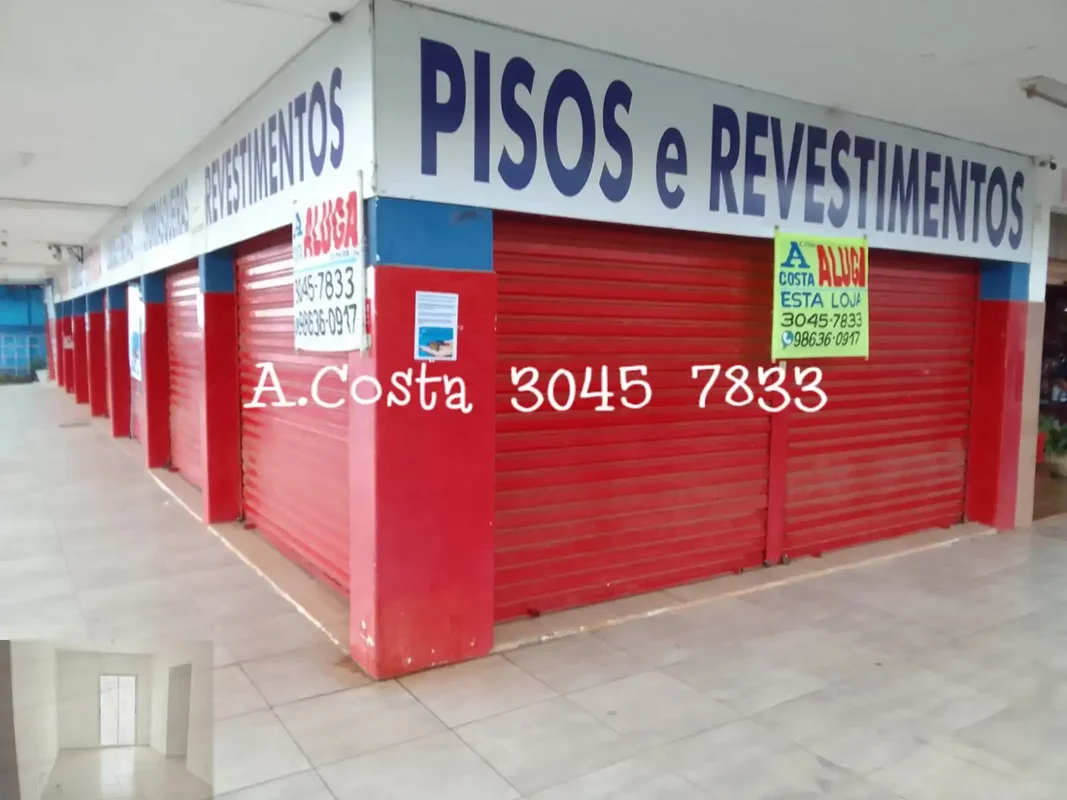 PISOS e REVESTIMENTOS
REVESTIMENTOS
CHURRASQUEIRAS
A ALUGA
3045-7833
98636-0917
A ALUGA
COSTA
ESTA LOJA
3045-7833
98636-0917
A.Costa 3045 7833